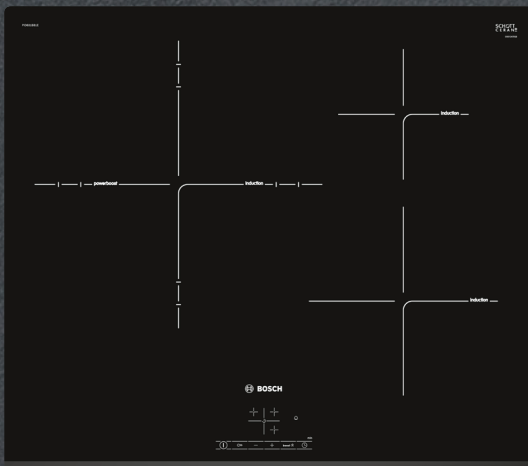 SCHOTT
CERAN®
induction
powerboost induction
induction
BOSCH